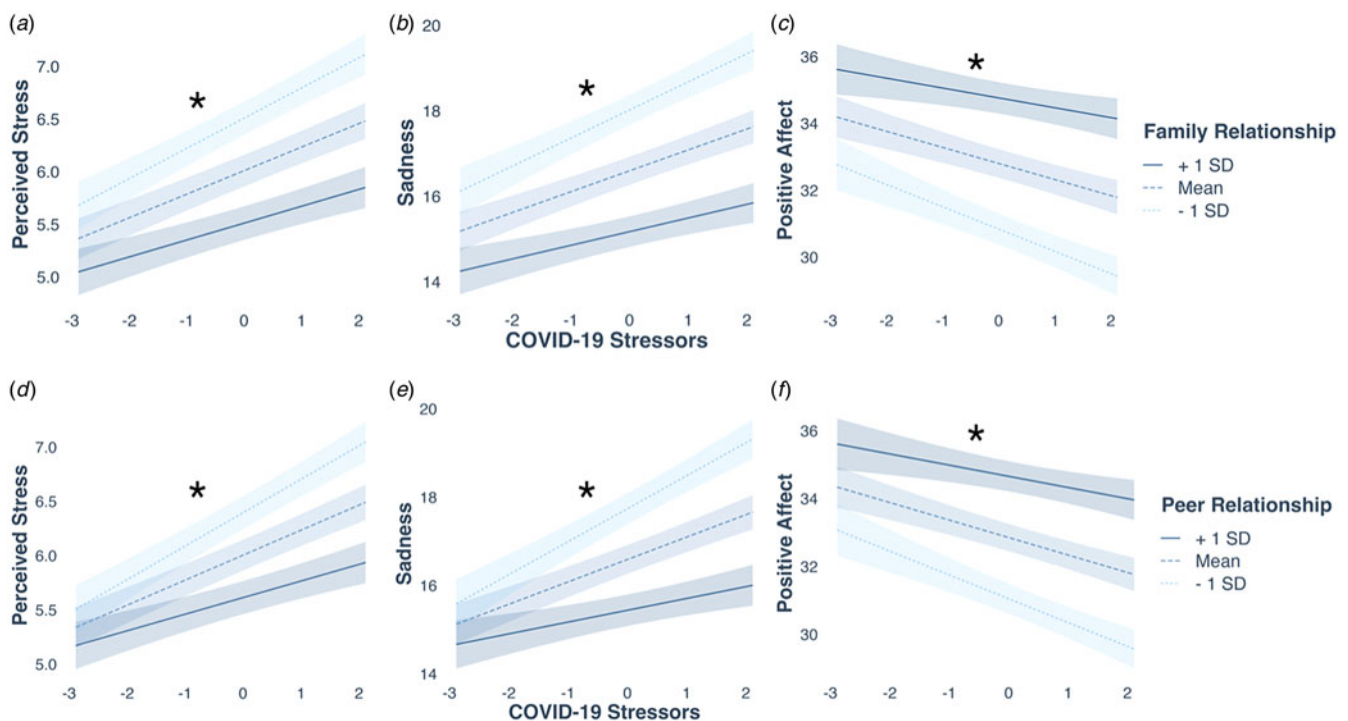 (a)
(b)
(c)
Perceived Stress
7.0
6.5
6.0
5.5
5.0
-3 -2 -1 0 1 2
Sadness
20
18
16
14
-3 -2 -1 0 1 2
COVID-19 Stressors
Positive Affect
36
34
32
30
-3 -2 -1 0 1 2
Family Relationship
+ 1 SD
Mean
- 1 SD
(d)
(e)
(f)
Perceived Stress
7.0
6.5
6.0
5.5
5.0
-3 -2 -1 0 1 2
Sadness
20
18
16
14
-3 -2 -1 0 1 2
COVID-19 Stressors
Positive Affect
36
34
32
30
-3 -2 -1 0 1 2
Peer Relationship
+ 1 SD
Mean
- 1 SD